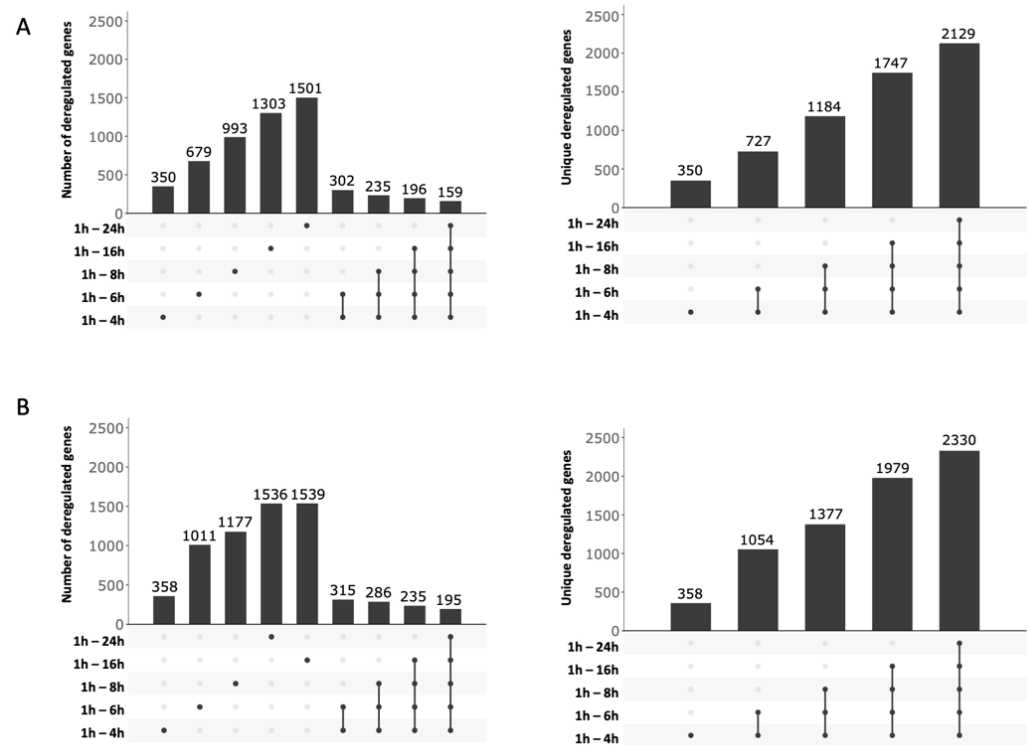 A
Number of deregulated genes
2500
2000
1500
1000
500
0
350
679
993
1303
1501
302
235
196
159
1h – 24h
1h – 16h
1h – 8h
1h – 6h
1h – 4h
Unique deregulated genes
2500
2000
1500
1000
500
0
350
727
1184
1747
2129
1h – 24h
1h – 16h
1h – 8h
1h – 6h
1h – 4h
B
Number of deregulated genes
2500
2000
1500
1000
500
0
358
1011
1177
1536
1539
315
286
235
195
1h – 24h
1h – 16h
1h – 8h
1h – 6h
1h – 4h
Unique deregulated genes
2500
2000
1500
1000
500
0
358
1054
1377
1979
2330
1h – 24h
1h – 16h
1h – 8h
1h – 6h
1h – 4h